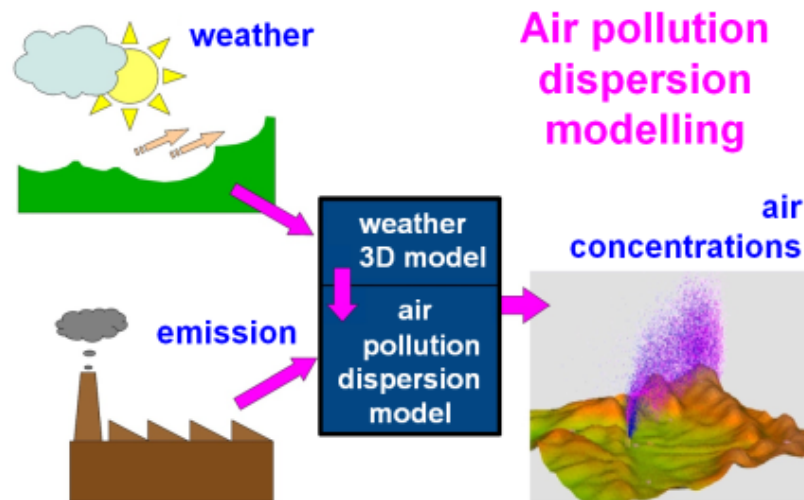 weather
Air pollution
dispersion
modelling
weather
3D model
air
concentrations
emission
air
pollution
dispersion
model